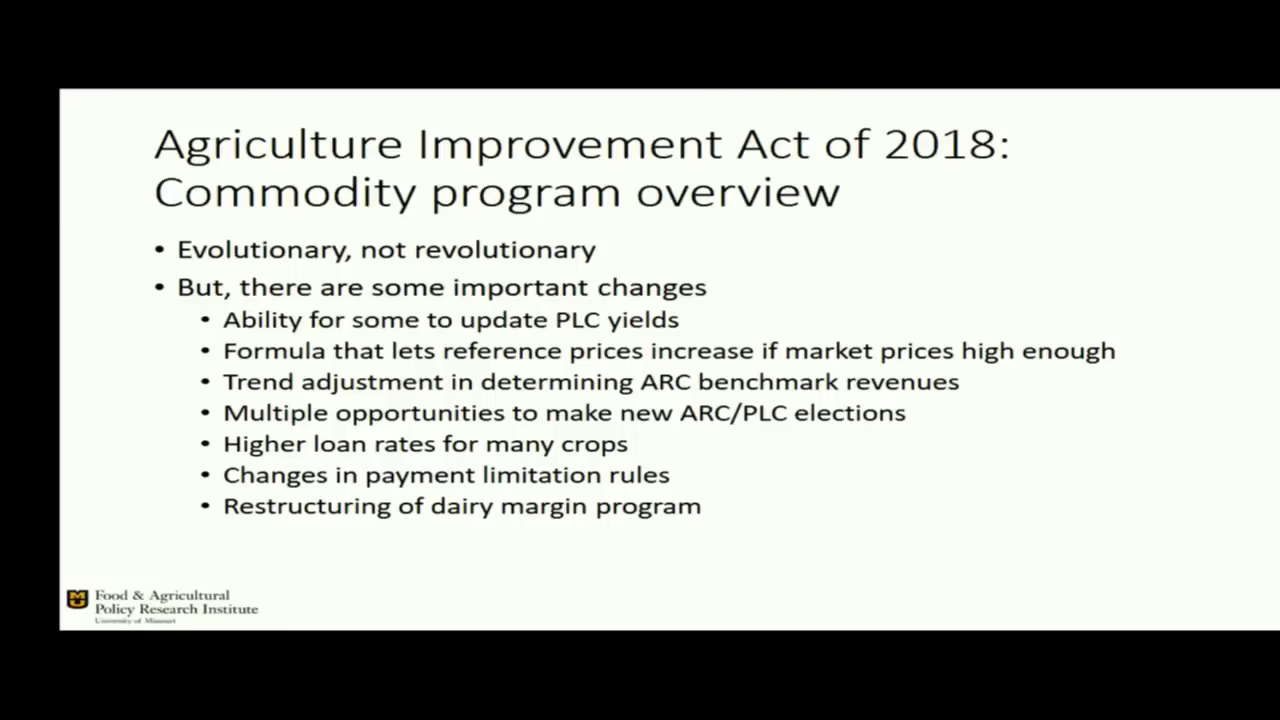 Agriculture Improvement Act of 2018:
Commodity program overview
• Evolutionary, not revolutionary
• But, there are some important changes
• Ability for some to update PLC yields
• Formula that lets reference prices increase if market prices high enough
• Trend adjustment in determining ARC benchmark revenues
• Multiple opportunities to make new ARC/PLC elections
• Higher loan rates for many crops
• Changes in payment limitation rules
• Restructuring of dairy margin program
Food & Agricultural
Policy Research Institute
University of Missouri